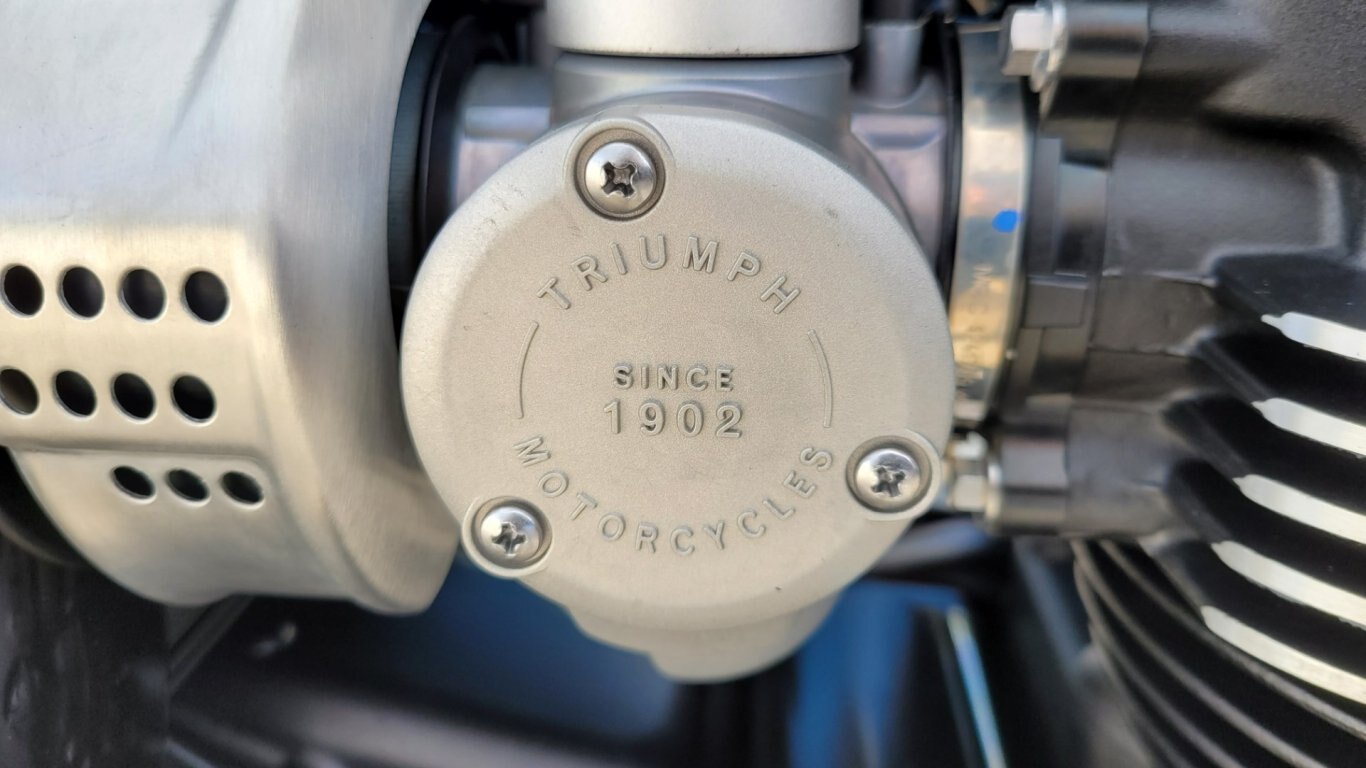 TRIUMPH
SINCE
1902
MOTORCYCLES